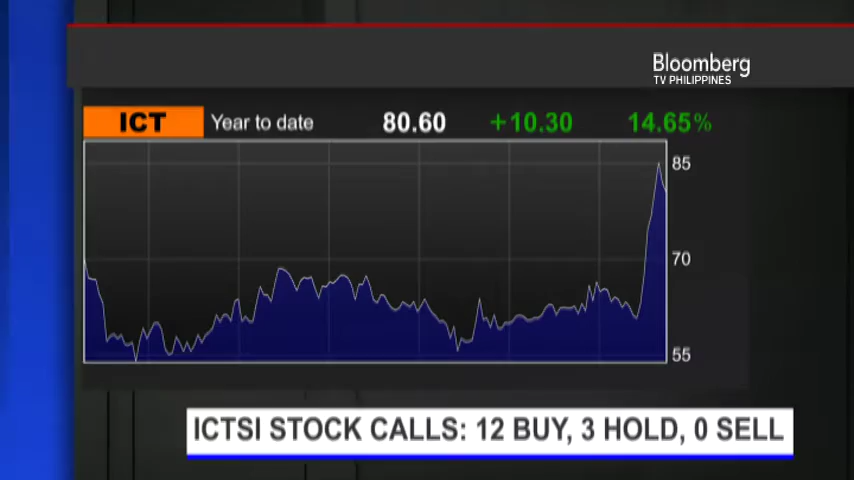 Bloomberg
TV PHILIPPINES
ICT Year to date 80.60 +10.30 14.65%
85
70
55
ICTSI STOCK CALLS: 12 BUY, 3 HOLD, 0 SELL